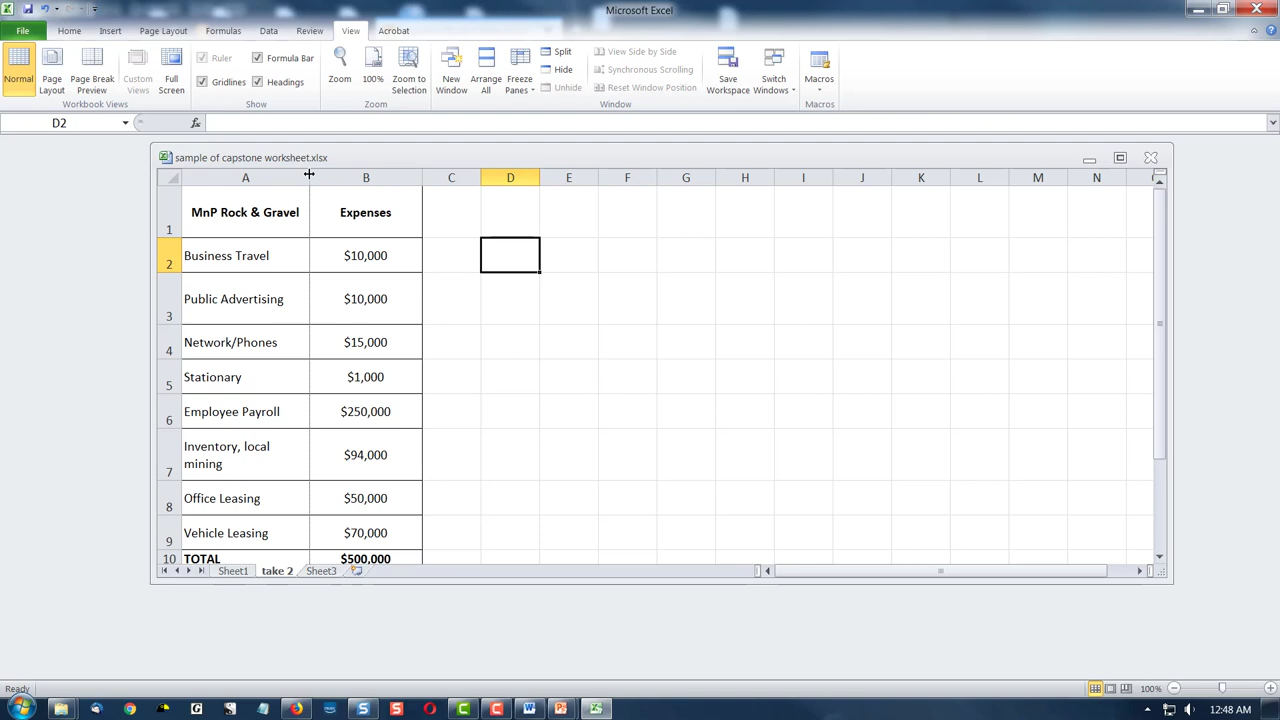 Microsoft Excel
File Home Insert Page Layout Formulas Data Review View Acrobat
Normal
Page Layout
Page Break Preview
Custom Views
Full Screen
Workbook Views
Ruler
Formula Bar
Gridlines
Headings
Show
Zoom
100%
Zoom to Selection
Zoom
New Window
Arrange All
Freeze Panes
Split
Hide
Unhide
View Side by Side
Synchronous Scrolling
Reset Window Position
Window
Save Workspace
Switch Windows
Macros
Macros
D2
fx
sample of capstone worksheet.xlsx
A B C D E F G H I J K L M N
1 MnP Rock & Gravel Expenses
2 Business Travel $10,000
3 Public Advertising $10,000
4 Network/Phones $15,000
5 Stationary $1,000
6 Employee Payroll $250,000
7 Inventory, local mining $94,000
8 Office Leasing $50,000
9 Vehicle Leasing $70,000
10 TOTAL $500,000
Sheet1 take 2 Sheet3
Ready
100%
12:48 AM